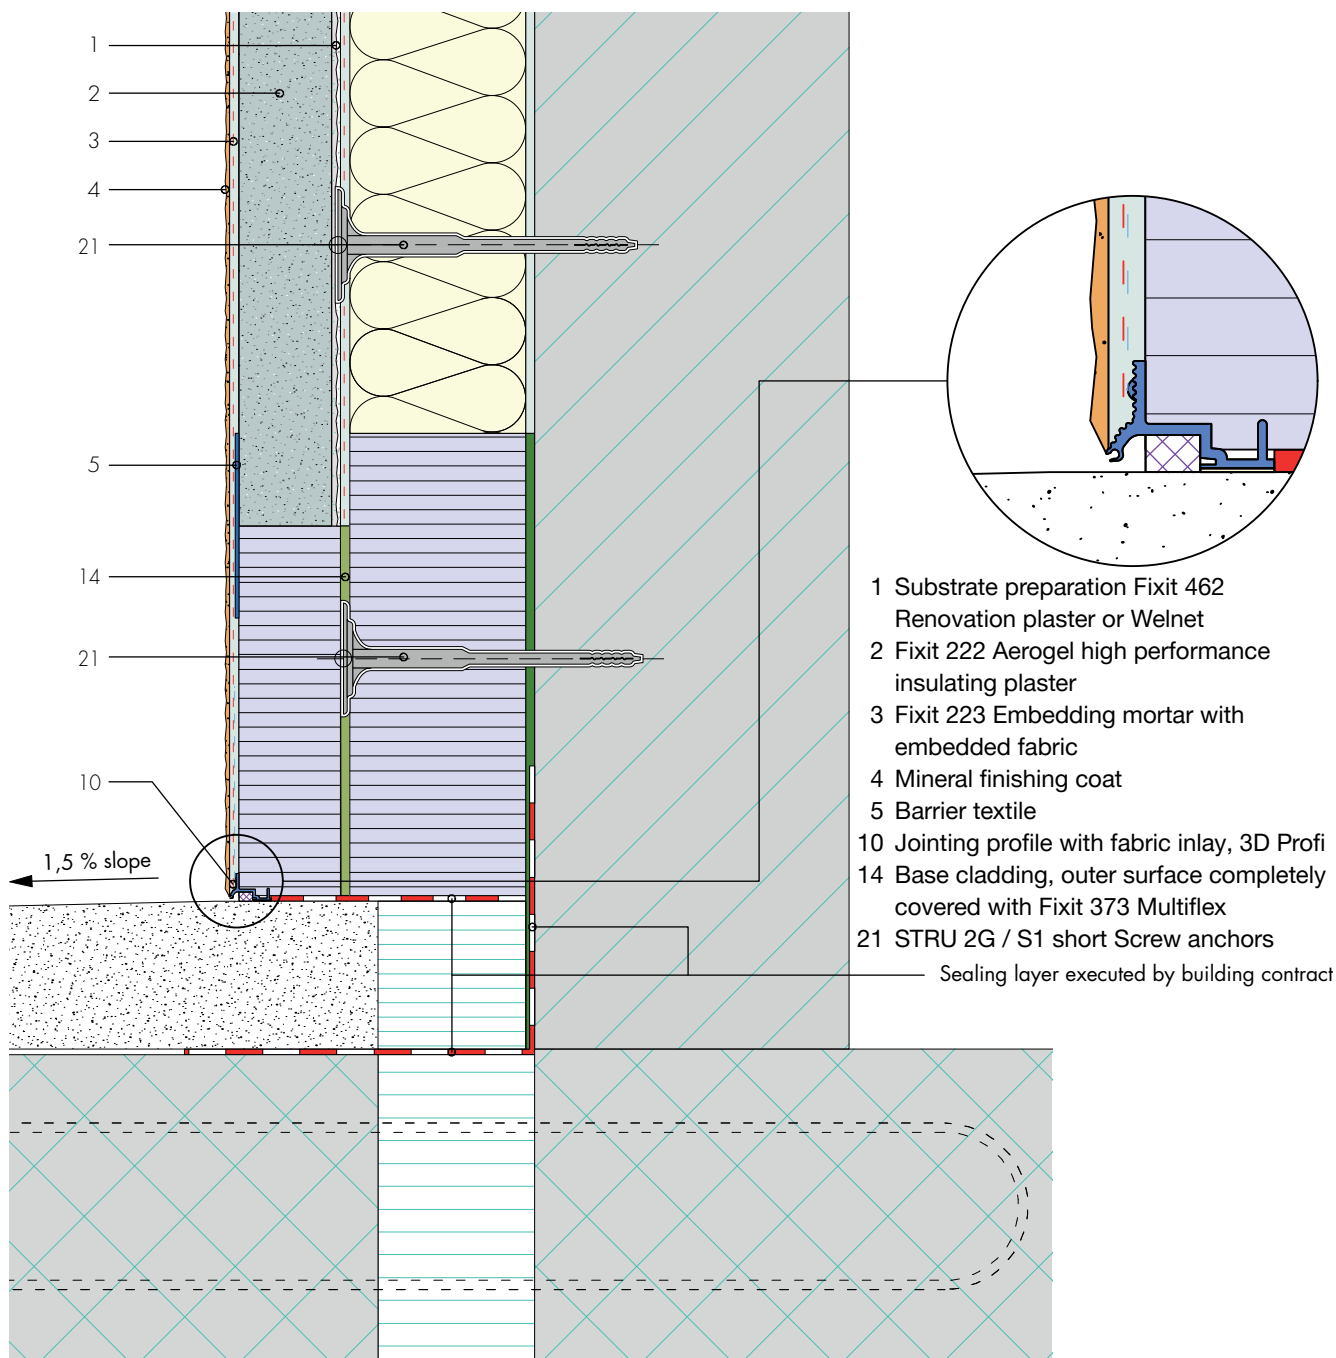 1
2
3
4
21
5
14
21
10
1,5 % slope
1 Substrate preparation Fixit 462
Renovation plaster or Welnet
2 Fixit 222 Aerogel high performance
insulating plaster
3 Fixit 223 Embedding mortar with
embedded fabric
4 Mineral finishing coat
5 Barrier textile
10 Jointing profile with fabric inlay, 3D Profi
14 Base cladding, outer surface completely
covered with Fixit 373 Multiflex
21 STRU 2G / S1 short Screw anchors
Sealing layer executed by building contract